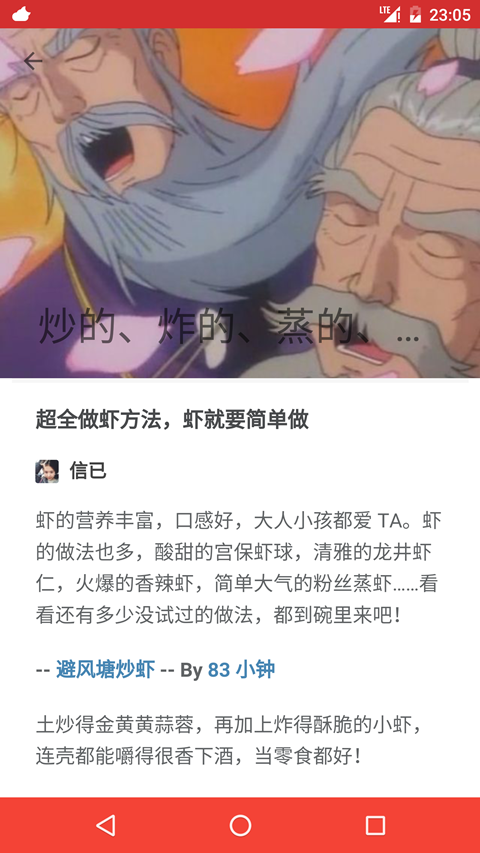 LTE 23:05
炒的、炸的、蒸的、...
超全做虾方法，虾就要简单做
信已
虾的营养丰富，口感好，大人小孩都爱 TA。虾
的做法也多，酸甜的宫保虾球，清雅的龙井虾
仁，火爆的香辣虾，简单大气的粉丝蒸虾......看
看还有多少没试过的做法，都到碗里来吧！
-- 避风塘炒虾 -- By 83 小钟
土炒得金黄黄蒜蓉，再加上炸得酥脆的小虾，
连壳都能嚼得很香下酒，当零食都好！